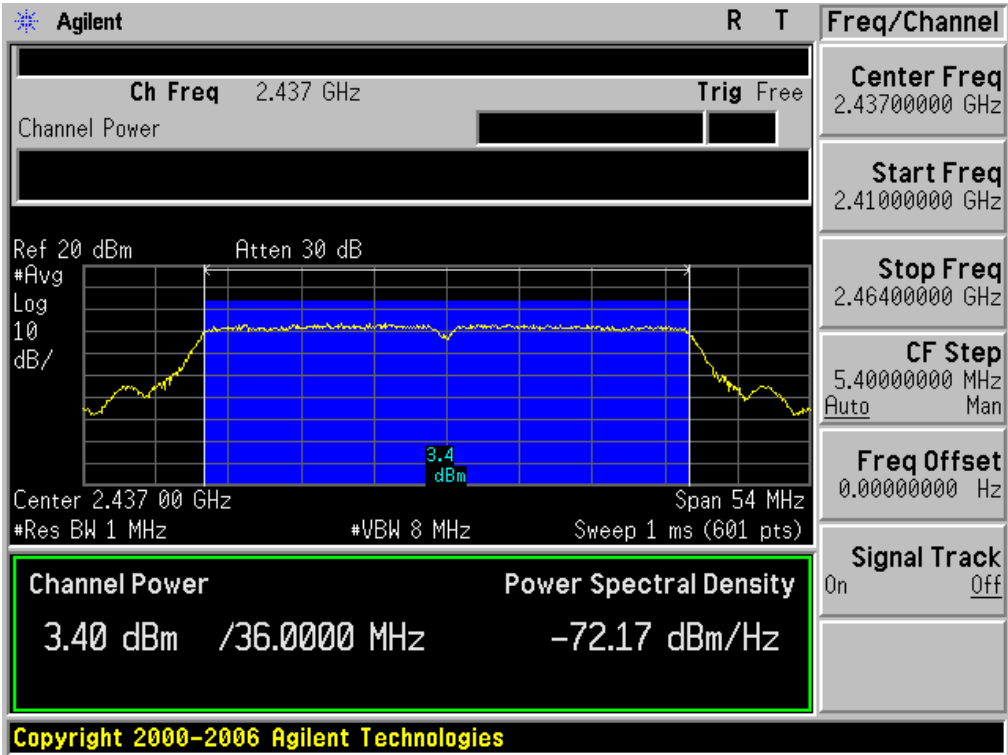 Agilent R T Freq/Channel
Ch Freq 2.437 GHz Trig Free
Channel Power
Center Freq
2.43700000 GHz
Start Freq
2.41000000 GHz
Ref 20 dBm Atten 30 dB
#Avg
Log
10
dB/
Stop Freq
2.46400000 GHz
CF Step
5.40000000 MHz
Auto Man
3.4
dBm
Center 2.437 00 GHz Span 54 MHz
#Res BW 1 MHz #VBW 8 MHz Sweep 1 ms (601 pts)
Freq Offset
0.00000000 Hz
Channel Power Power Spectral Density
3.40 dBm /36.0000 MHz -72.17 dBm/Hz
Signal Track
On Off
Copyright 2000-2006 Agilent Technologies